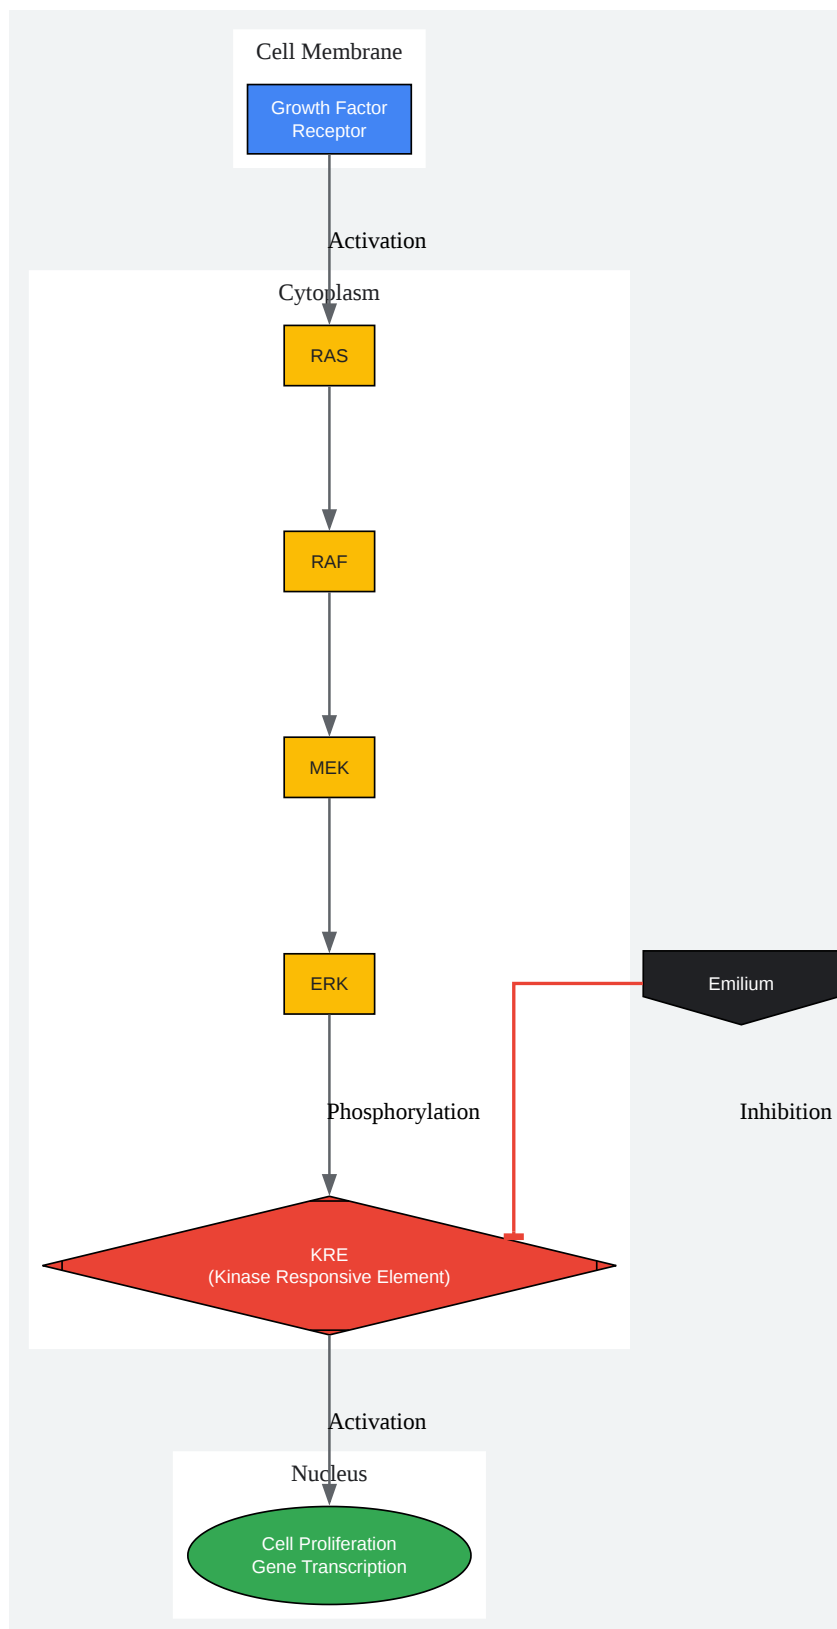 Cell Membrane
Growth Factor
Receptor
Activation
Cytoplasm
RAS
RAF
MEK
ERK
Emilium
Phosphorylation
Inhibition
KRE
(Kinase Responsive Element)
Activation
Nucleus
Cell Proliferation
Gene Transcription